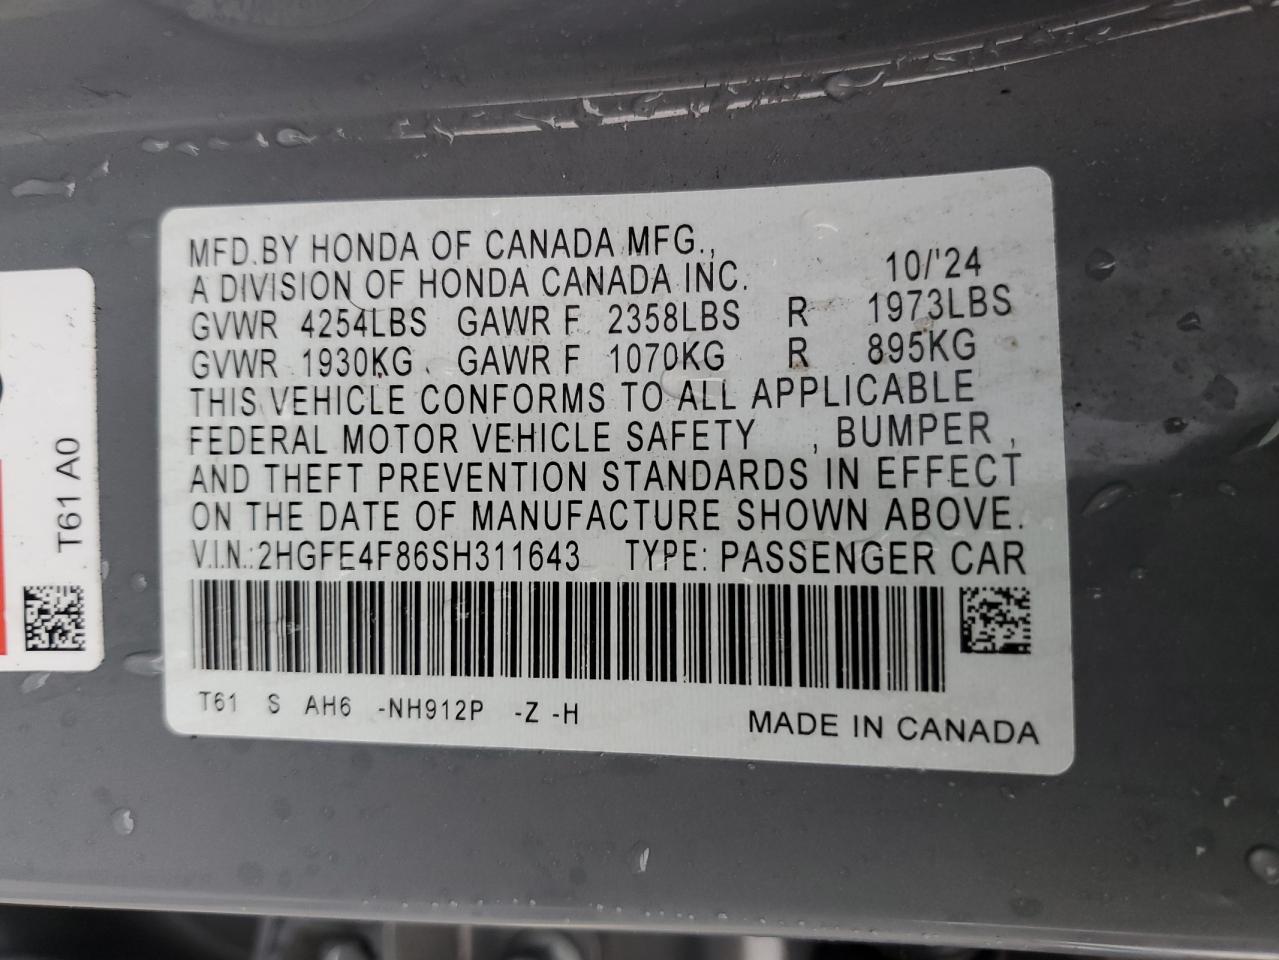 MFD.BY HONDA OF CANADA MFG.,
A DIVISION OF HONDA CANADA INC. 10/'24
GVWR 4254LBS GAWR F 2358LBS R 1973LBS
GVWR 1930KG GAWR F 1070KG R 895KG
THIS VEHICLE CONFORMS TO ALL APPLICABLE
FEDERAL MOTOR VEHICLE SAFETY , BUMPER ,
AND THEFT PREVENTION STANDARDS IN EFFECT
ON THE DATE OF MANUFACTURE SHOWN ABOVE.
V.I.N.:2HGFE4F86SH311643 TYPE: PASSENGER CAR
T61 S AH6 -NH912P -Z -H
MADE IN CANADA
T61 A0